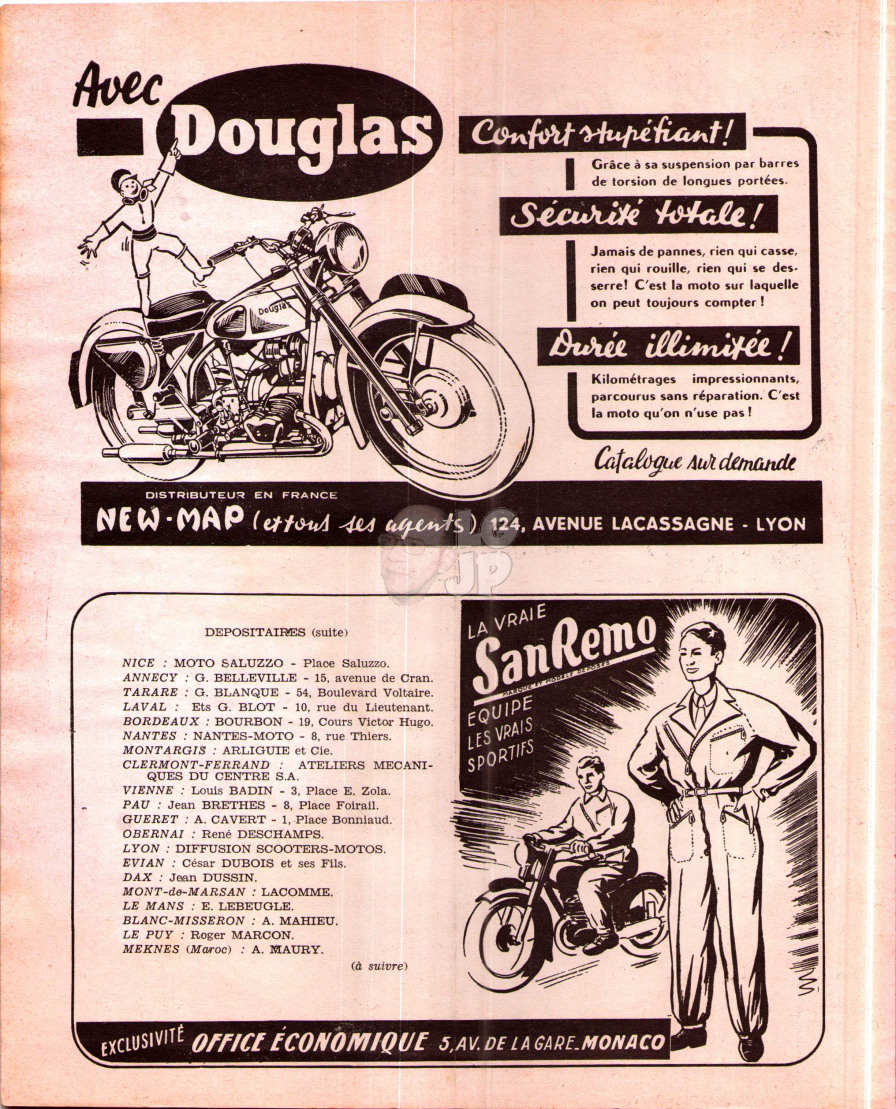 Avec
Douglas
Confort stupéfiant!
Grâce à sa suspension par barres
de torsion de longues portées.
Sécurité totale!
Jamais de pannes, rien qui casse,
rien qui rouille, rien qui se des-
serre! C'est la moto sur laquelle
on peut toujours compter !
Durée illimitée!
Kilométrages impressionnants,
parcourus sans réparation. C'est
la moto qu'on n'use pas !
Douglas
Catalogue sur demande
DISTRIBUTEUR EN FRANCE
NEW-MAP (et tous ses agents) 124, AVENUE LACASSAGNE - LYON
LC
JP
DEPOSITAIRES (suite)
NICE : MOTO SALUZZO - Place Saluzzo.
ANNECY : G. BELLEVILLE - 15, avenue de Cran.
TARARE : G. BLANQUE - 54, Boulevard Voltaire.
LAVAL : Ets G. BLOT - 10, rue du Lieutenant.
BORDEAUX : BOURBON - 19, Cours Victor Hugo.
NANTES : NANTES-MOTO - 8, rue Thiers.
MONTARGIS : ARLIGUIE et Cie.
CLERMONT-FERRAND : ATELIERS MECANI-
QUES DU CENTRE S.A.
VIENNE : Louis BADIN - 3, Place E. Zola.
PAU : Jean BRETHES - 8, Place Foirail.
GUERET : A. CAVERT - 1, Place Bonniaud.
OBERNAI : René DESCHAMPS.
LYON : DIFFUSION SCOOTERS-MOTOS.
EVIAN : César DUBOIS et ses Fils.
DAX : Jean DUSSIN.
MONT-de-MARSAN : LACOMME.
LE MANS : E. LEBEUGLE.
BLANC-MISSERON : A. MAHIEU.
LE PUY : Roger MARCON.
MEKNES (Maroc) : A. MAURY.
(à suivre)
LA VRAIE
SanRemo
MARQUE ET MODELE DEPOSES
EQUIPE
LES VRAIS
SPORTIFS
EXCLUSIVITÉ OFFICE ÉCONOMIQUE 5, AV. DE LA GARE_MONACO